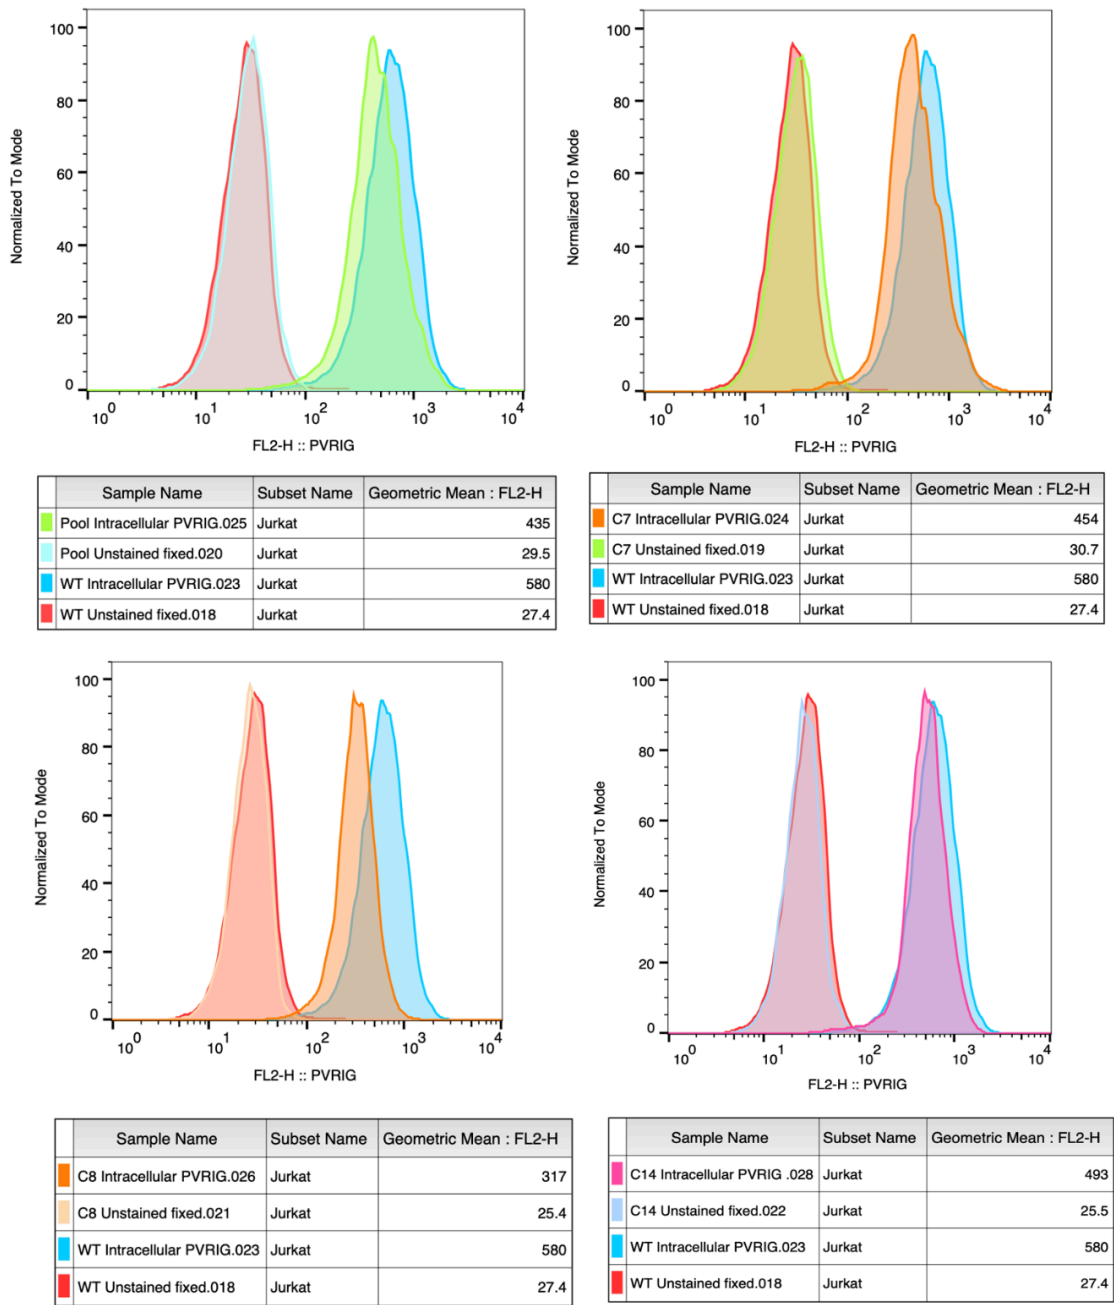 100
80
60
40
20
0
Normalized To Mode
10^0 10^1 10^2 10^3 10^4
FL2-H :: PVRIG
Sample Name Subset Name Geometric Mean : FL2-H
Pool Intracellular PVRIG.025 Jurkat 435
Pool Unstained fixed.020 Jurkat 29.5
WT Intracellular PVRIG.023 Jurkat 580
WT Unstained fixed.018 Jurkat 27.4
100
80
60
40
20
0
Normalized To Mode
10^0 10^1 10^2 10^3 10^4
FL2-H :: PVRIG
Sample Name Subset Name Geometric Mean : FL2-H
C7 Intracellular PVRIG.024 Jurkat 454
C7 Unstained fixed.019 Jurkat 30.7
WT Intracellular PVRIG.023 Jurkat 580
WT Unstained fixed.018 Jurkat 27.4
100
80
60
40
20
0
Normalized To Mode
10^0 10^1 10^2 10^3 10^4
FL2-H :: PVRIG
Sample Name Subset Name Geometric Mean : FL2-H
C8 Intracellular PVRIG.026 Jurkat 317
C8 Unstained fixed.021 Jurkat 25.4
WT Intracellular PVRIG.023 Jurkat 580
WT Unstained fixed.018 Jurkat 27.4
100
80
60
40
20
0
Normalized To Mode
10^0 10^1 10^2 10^3 10^4
FL2-H :: PVRIG
Sample Name Subset Name Geometric Mean : FL2-H
C14 Intracellular PVRIG .028 Jurkat 493
C14 Unstained fixed.022 Jurkat 25.5
WT Intracellular PVRIG.023 Jurkat 580
WT Unstained fixed.018 Jurkat 27.4